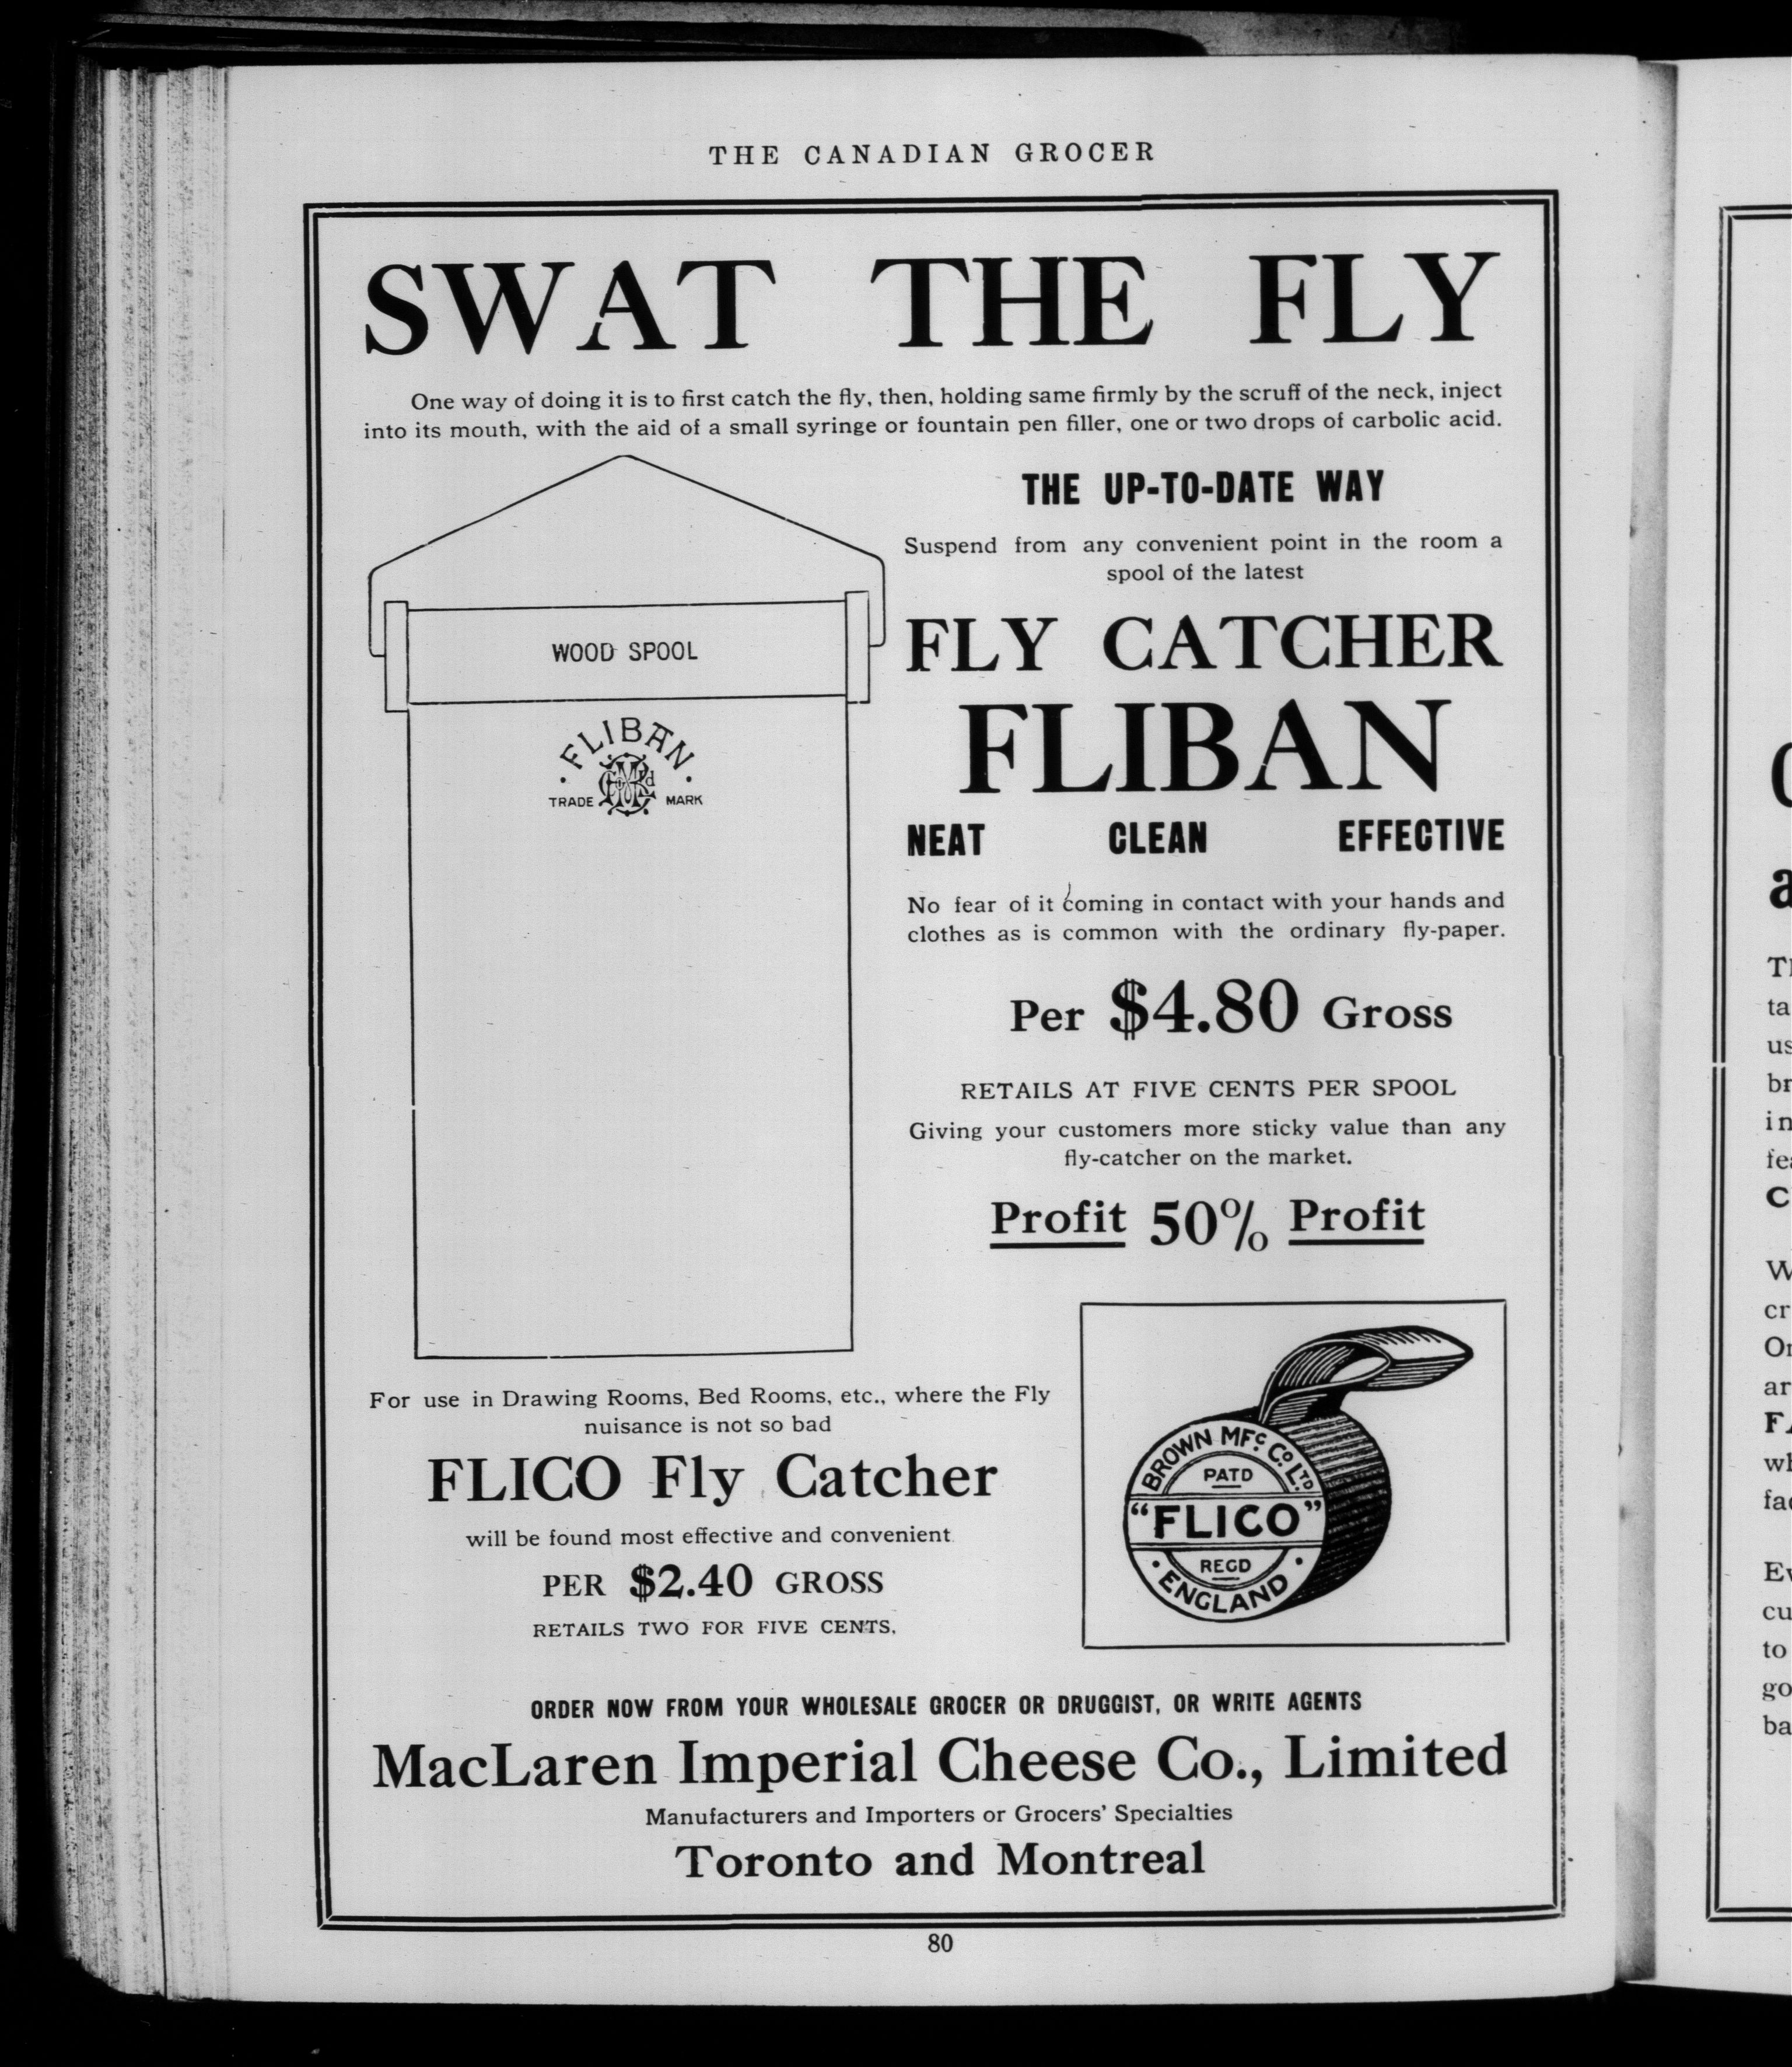 THE CANADIAN GROCER
SWAT THE FLY
One way of doing it is to first catch the fly, then, holding same firmly by the scruff of the neck, inject
into its mouth, with the aid of a small syringe or fountain pen filler, one or two drops of carbolic acid.
WOOD SPOOL
·FLIBAN·
TRADE MARK
THE UP-TO-DATE WAY
Suspend from any convenient point in the room a
spool of the latest
FLY CATCHER
FLIBAN
NEAT CLEAN EFFECTIVE
No fear of it coming in contact with your hands and
clothes as is common with the ordinary fly-paper.
Per $4.80 Gross
RETAILS AT FIVE CENTS PER SPOOL
Giving your customers more sticky value than any
fly-catcher on the market.
Profit 50% Profit
For use in Drawing Rooms, Bed Rooms, etc., where the Fly
nuisance is not so bad
FLICO Fly Catcher
will be found most effective and convenient
PER $2.40 GROSS
RETAILS TWO FOR FIVE CENTS.
BROWN MFG. CO. LTD.
PATD
"FLICO"
REGD
·ENGLAND·
ORDER NOW FROM YOUR WHOLESALE GROCER OR DRUGGIST, OR WRITE AGENTS
MacLaren Imperial Cheese Co., Limited
Manufacturers and Importers or Grocers' Specialties
Toronto and Montreal
80